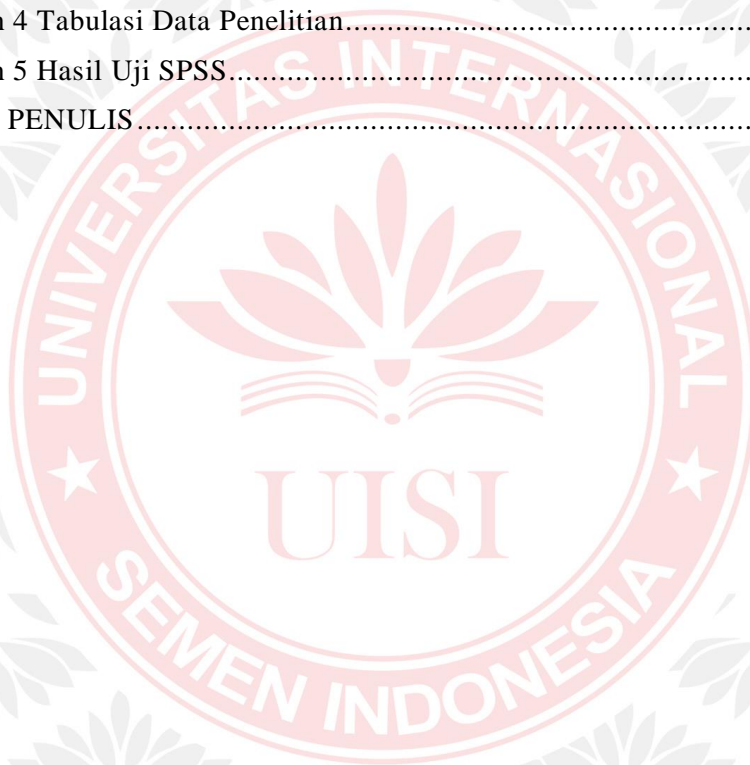 n 4 Tabulasi Data Penelitian.......................................................................
n 5 Hasil Uji SPSS.........................................................................................
PENULIS.......................................................................................................
UNIVERSITAS INTERNASIONAL
UISI
SEMEN INDONESIA